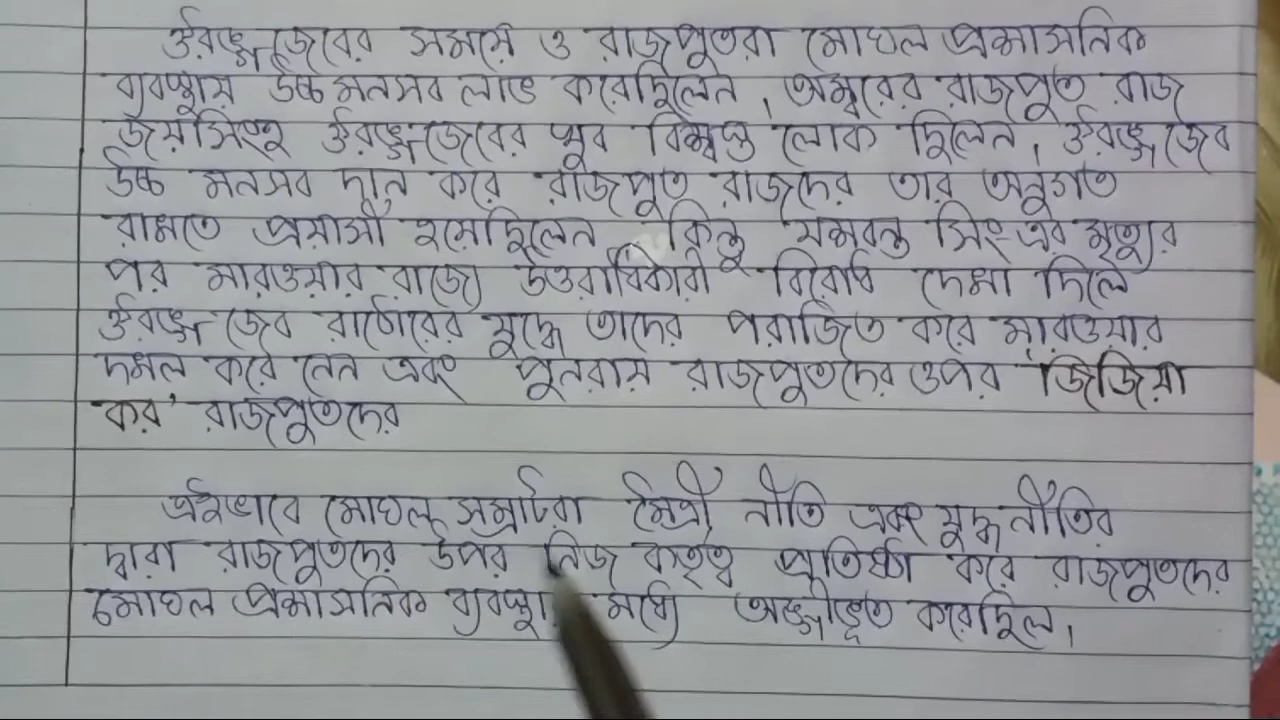 ঔরঙ্গজেবের সময়ে ও রাজপুতরা মোঘল প্রশাসনিক
ব্যবস্থায় উচ্চ মনসব লাভ করেছিলেন। অম্বরের রাজপুত রাজ
জয়সিংহ ঔরঙ্গজেবের খুব বিশ্বস্ত লোক ছিলেন। ঔরঙ্গজেব
উচ্চ মনসব দান করে রাজপুত রাজদের তার অনুগত
রাখতে প্রয়াসী হয়েছিলেন কিন্তু যশবন্ত সিং-এর মৃত্যুর
পর মারওয়ার রাজ্যে উত্তরাধিকারী বিরোধ দেখা দিলে
ঔরঙ্গজেব রাঠোরের যুদ্ধে তাদের পরাজিত করে মারওয়ার
দখল করে নেন এবং পুনরায় রাজপুতদের ওপর জিজিয়া
কর' রাজপুতদের
এইভাবে মোঘল সম্রাটরা মৈত্রী নীতি এবং যুদ্ধ নীতির
দ্বারা রাজপুতদের উপর নিজ কর্তৃত্ব প্রতিষ্ঠা করে রাজপুতদের
মোঘল প্রশাসনিক ব্যবস্থার মধ্যে অঙ্গীভূত করেছিল।